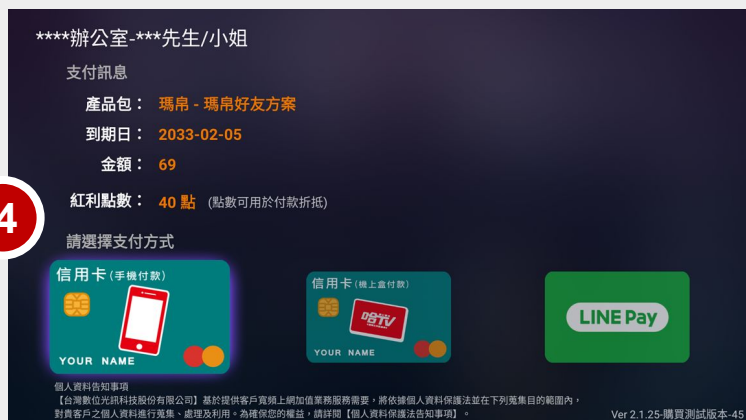 ****辦公室-***先生/小姐
支付訊息
產品包： 瑪帛 - 瑪帛好友方案
到期日： 2033-02-05
金額： 69
紅利點數： 40 點 (點數可用於付款折抵)
4
請選擇支付方式
信用卡(手機付款)
YOUR NAME
信用卡(機上盒付款)
哈TV
YOUR NAME
LINE Pay
個人資料告知事項
【台灣數位光訊科技股份有限公司】基於提供客戶寬頻上網加值業務服務需要，將依據個人資料保護法並在下列蒐集目的範圍內，
對貴客戶之個人資料進行蒐集、處理及利用。為確保您的權益，請詳閱【個人資料保護法告知事項】。
Ver 2.1.25-購買測試版本-45